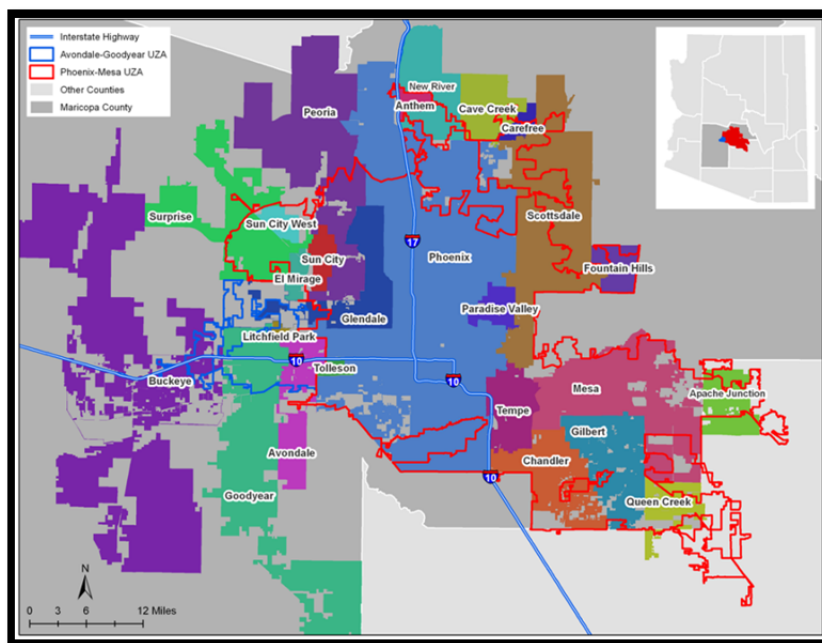 Interstate Highway
Avondale-Goodyear UZA
Phoenix-Mesa UZA
Other Counties
Maricopa County
New River
Anthem
Cave Creek
Carefree
Peoria
Surprise
Sun City West
Scottsdale
17
Sun City
Phoenix
Fountain Hills
El Mirage
Paradise Valley
Glendale
Litchfield Park
10
Tolleson
Buckeye
10
Mesa
Apache Junction
Tempe
Gilbert
Avondale
Chandler
10
Goodyear
Queen Creek
N
0 3 6 12 Miles